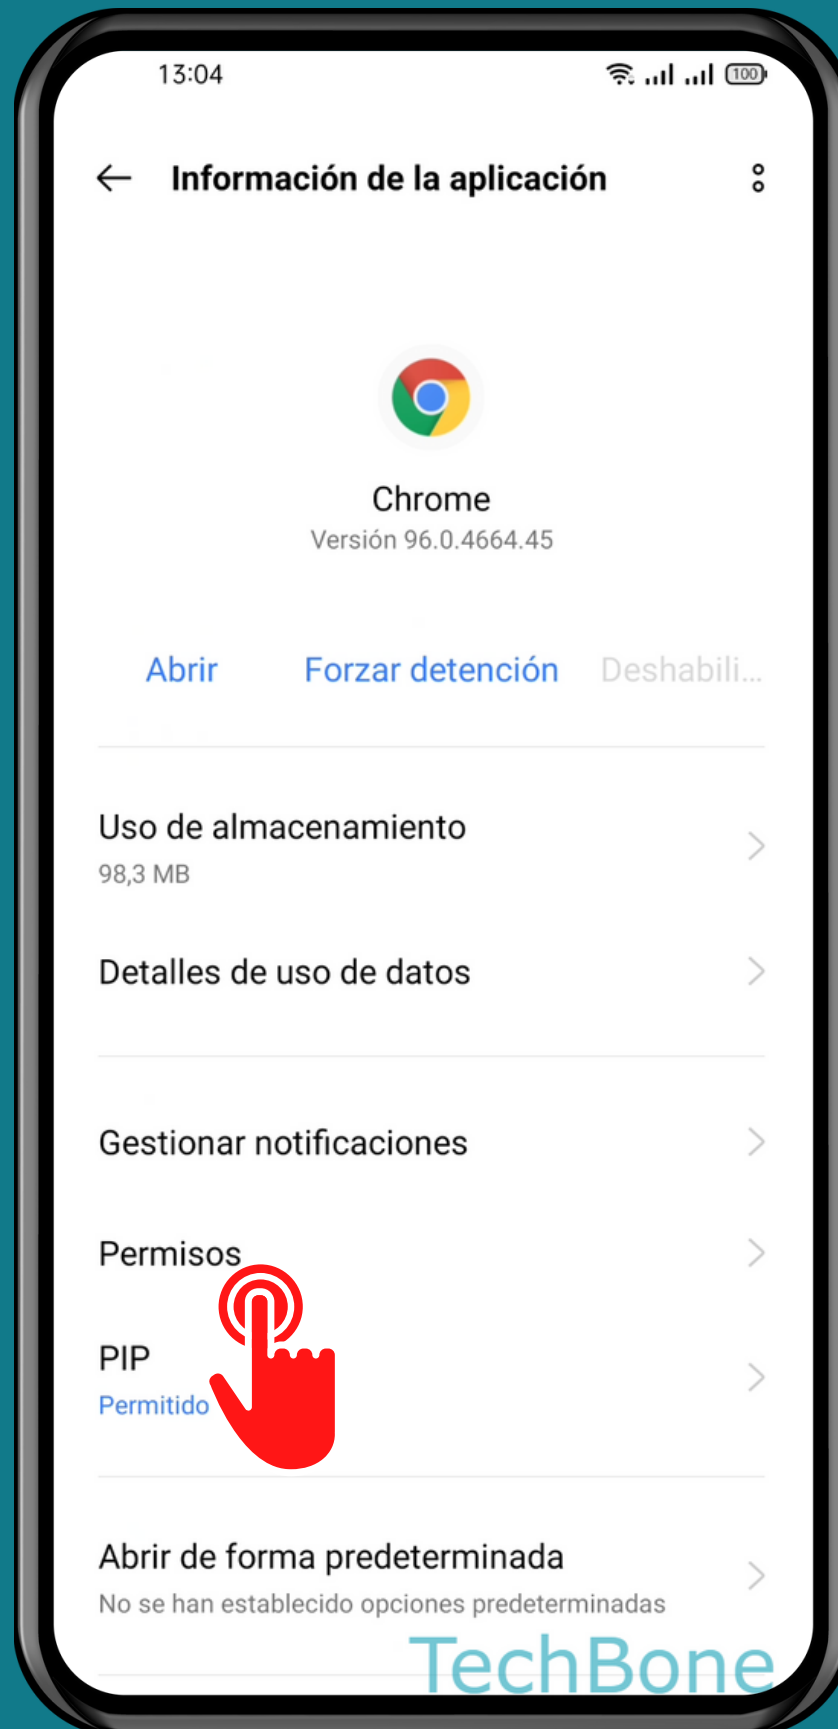 13:04
100
Información de la aplicación
Chrome
Versión 96.0.4664.45
Abrir
Forzar detención
Deshabili...
Uso de almacenamiento
98,3 MB
Detalles de uso de datos
Gestionar notificaciones
Permisos
PIP
Permitido
Abrir de forma predeterminada
No se han establecido opciones predeterminadas
TechBone